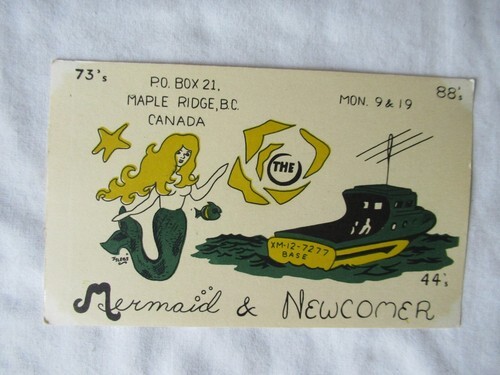 73's
88's
P.O. BOX 21,
MAPLE RIDGE, B.C.
CANADA
MON. 9 & 19
THE
XM-12-7277
BASE
44's
Mermaid & NEWCOMER